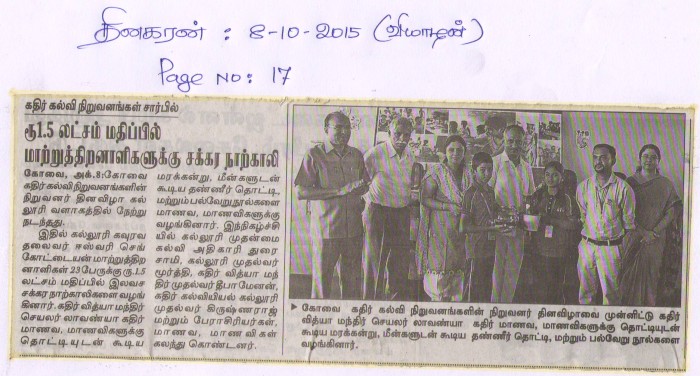 தினகரன் : 8-10-2015 (விமாடின்)
Page No: 17
கதிர் கல்வி நிறுவனங்கள் சார்பில்
ரூ1.5 லட்சம் மதிப்பில்
மாற்றுத்திறனாளிகளுக்கு சக்கர நாற்காலி
கோவை, அக்.8:கோவை
கதிர் கல்வி நிறுவனங்களின்
நிறுவனர் தினவிழா கல்
லூரி வளாகத்தில் நேற்று
நடந்தது.
இதில் கல்லூரி கவுரவ
தலைவர் ஈஸ்வரி செங்
கோட்டையன் மாற்றுத்திற
னாளிகள் 23 பேருக்கு ரூ.1.5
லட்சம் மதிப்பில் இலவச
சக்கர நாற்காலிகளை வழங்
கினார். கதிர் வித்யா மந்திர்
செயலர் லாவண்யா கதிர்
மாணவ, மாணவிகளுக்கு
தொட்டியுடன் கூடிய
மரக்கன்று, மீன்களுடன்
கூடிய தண்ணீர் தொட்டி,
மற்றும் பல்வேறு நூல்களை
மாணவ, மாணவிகளுக்கு
வழங்கினார். இந்நிகழ்ச்சி
யில் கல்லூரி முதன்மை
கல்வி அதிகாரி துரை
சாமி, கல்லூரி முதல்வர்
மூர்த்தி, கதிர் வித்யா மந்
திர் முதல்வர் தீபா மேனன்,
கதிர் கல்வியியல் கல்லூரி
முதல்வர் கிருஷ்ணராஜ்
மற்றும் பேராசிரியர்கள்,
மாணவ, மாணவிகள்
கலந்து கொண்டனர்.
கோவை கதிர் கல்வி நிறுவனங்களின் நிறுவனர் தினவிழாவை முன்னிட்டு கதிர்
வித்யா மந்திர் செயலர் லாவண்யா கதிர் மாணவ, மாணவிகளுக்கு தொட்டியுடன்
கூடிய மரக்கன்று, மீன்களுடன் கூடிய தண்ணீர் தொட்டி, மற்றும் பல்வேறு நூல்களை
வழங்கினார்.